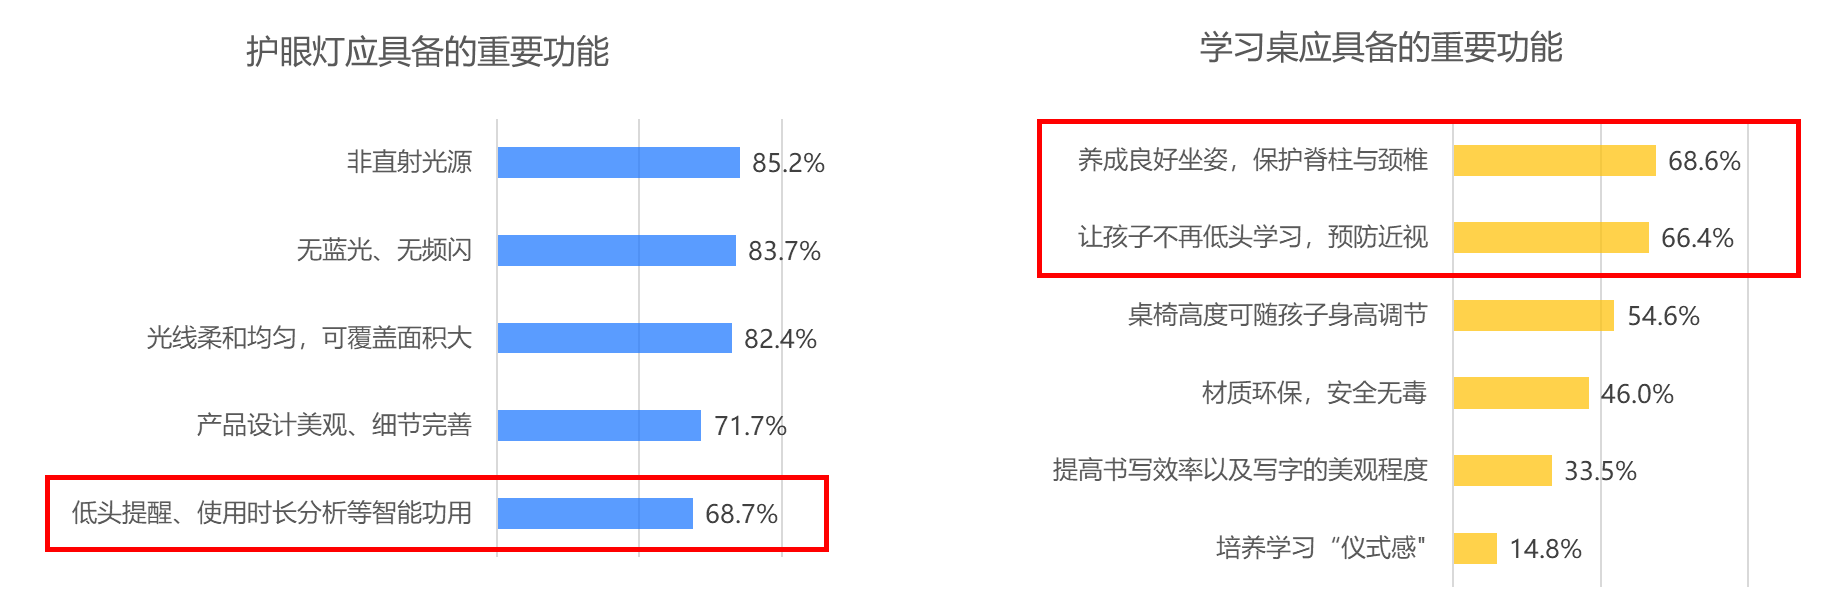 护眼灯应具备的重要功能
非直射光源 85.2%
无蓝光、无频闪 83.7%
光线柔和均匀，可覆盖面积大 82.4%
产品设计美观、细节完善 71.7%
低头提醒、使用时长分析等智能功用 68.7%
学习桌应具备的重要功能
养成良好坐姿，保护脊柱与颈椎 68.6%
让孩子不再低头学习，预防近视 66.4%
桌椅高度可随孩子身高调节 54.6%
材质环保，安全无毒 46.0%
提高书写效率以及写字的美观程度 33.5%
培养学习“仪式感" 14.8%